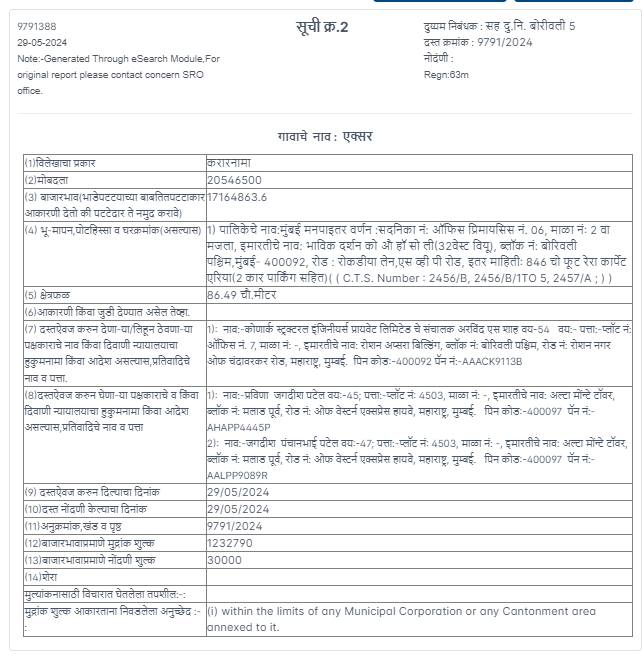 9791388
29-05-2024
Note:-Generated Through eSearch Module,For
original report please contact concern SRO
office.
सूची क्र.2
दुय्यम निबंधक : सह दु.नि. बोरीवली 5
दस्त क्रमांक : 9791/2024
नोदंणी :
Regn:63m
गावाचे नाव : एक्सर
(1)विलेखाचा प्रकार
करारनामा
(2)मोबदला
20546500
(3) बाजारभाव(भाडेपटटयाच्या बाबतितपटटाकार
आकारणी देतो की पटटेदार ते नमुद करावे)
17164863.6
(4) भू-मापन,पोटहिस्सा व घरक्रमांक(असल्यास)
1) पालिकेचे नाव:मुंबई मनपाइतर वर्णन :सदनिका नं: ऑफिस प्रिमायसिस नं. 06, माळा नं: 2 वा
मजला, इमारतीचे नाव: भाविक दर्शन को औ हौ सो ली(32वेस्ट वियू), ब्लॉक नं: बोरिवली
पश्चिम,मुंबई- 400092, रोड : रोकडीया लेन,एस व्ही पी रोड, इतर माहिती: 846 चौ फूट रेरा कार्पेट
एरिया(2 कार पार्किंग सहित)( ( C.T.S. Number : 2456/B, 2456/B/1TO 5, 2457/A ; ) )
(5) क्षेत्रफळ
86.49 चौ.मीटर
(6)आकारणी किंवा जुडी देण्यात असेल तेव्हा.
(7) दस्तऐवज करुन देणा-या/लिहून ठेवणा-या
पक्षकाराचे नाव किंवा दिवाणी न्यायालयाचा
हुकुमनामा किंवा आदेश असल्यास,प्रतिवादिचे
नाव व पत्ता.
1): नाव:-कोणार्क स्ट्रक्टरल इंजिनीयर्स प्रायवेट लिमिटेड चे संचालक अरविंद एस शाह वय-54 वय:- पत्ता:-प्लॉट नं:
ऑफिस नं. 7, माळा नं: -, इमारतीचे नाव: रोशन अप्सरा बिल्डिंग, ब्लॉक नं: बोरिवली पश्चिम, रोड नं: रोशन नगर
ऑफ चंदावरकर रोड, महाराष्ट्र, मुम्बई. पिन कोड:-400092 पॅन नं:-AAACK9113B
(8)दस्तऐवज करुन घेणा-या पक्षकाराचे व किंवा
दिवाणी न्यायालयाचा हुकुमनामा किंवा आदेश
असल्यास,प्रतिवादिचे नाव व पत्ता
1): नाव:-प्रविणा जगदीश पटेल वय:-45; पत्ता:-प्लॉट नं: 4503, माळा नं: -, इमारतीचे नाव: अल्टा मोंन्टे टॉवर,
ब्लॉक नं: मलाड पूर्व, रोड नं: ऑफ वेस्टर्न एक्सप्रेस हायवे, महाराष्ट्र, मुम्बई. पिन कोड:-400097 पॅन नं:-
AHAPP4445P
2): नाव:-जगदीश पंचानभाई पटेल वय:-47; पत्ता:-प्लॉट नं: 4503, माळा नं: -, इमारतीचे नाव: अल्टा मोंन्टे टॉवर,
ब्लॉक नं: मलाड पूर्व, रोड नं: ऑफ वेस्टर्न एक्सप्रेस हायवे, महाराष्ट्र, मुम्बई. पिन कोड:-400097 पॅन नं:-
AALPP9089R
(9) दस्तऐवज करुन दिल्याचा दिनांक
29/05/2024
(10)दस्त नोंदणी केल्याचा दिनांक
29/05/2024
(11)अनुक्रमांक,खंड व पृष्ठ
9791/2024
(12)बाजारभावाप्रमाणे मुद्रांक शुल्क
1232790
(13)बाजारभावाप्रमाणे नोंदणी शुल्क
30000
(14)शेरा
मुल्यांकनासाठी विचारात घेतलेला तपशील:-:
मुद्रांक शुल्क आकारताना निवडलेला अनुच्छेद :-
:
(i) within the limits of any Municipal Corporation or any Cantonment area
annexed to it.